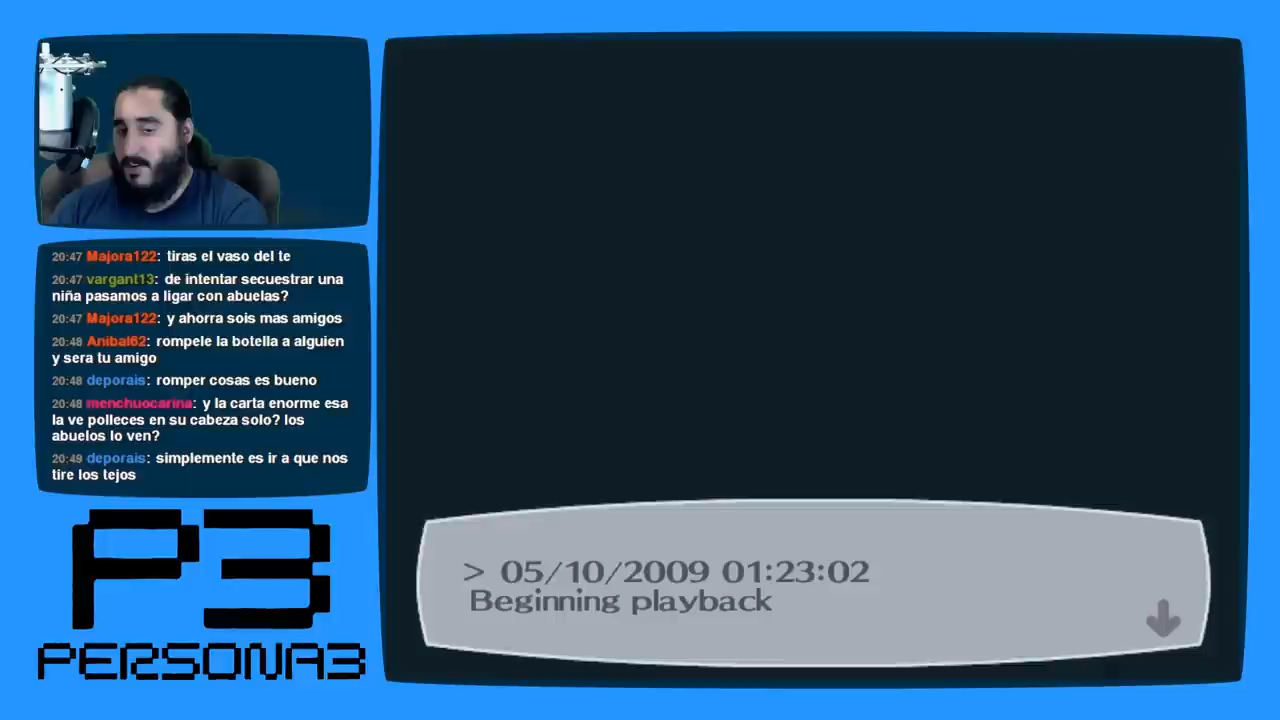 20:47 Majora122: tiras el vaso del te
20:47 vargant13: de intentar secuestrar una
niña pasamos a ligar con abuelas?
20:47 Majora122: y ahorra sois mas amigos
20:48 Anibal62: rompele la botella a alguien
y sera tu amigo
20:48 deporais: romper cosas es bueno
20:48 menchuocarina: y la carta enorme esa
la ve polleces en su cabeza solo? los
abuelos lo ven?
20:49 deporais: simplemente es ir a que nos
tire los tejos
P3
PERSONA3
> 05/10/2009 01:23:02
Beginning playback